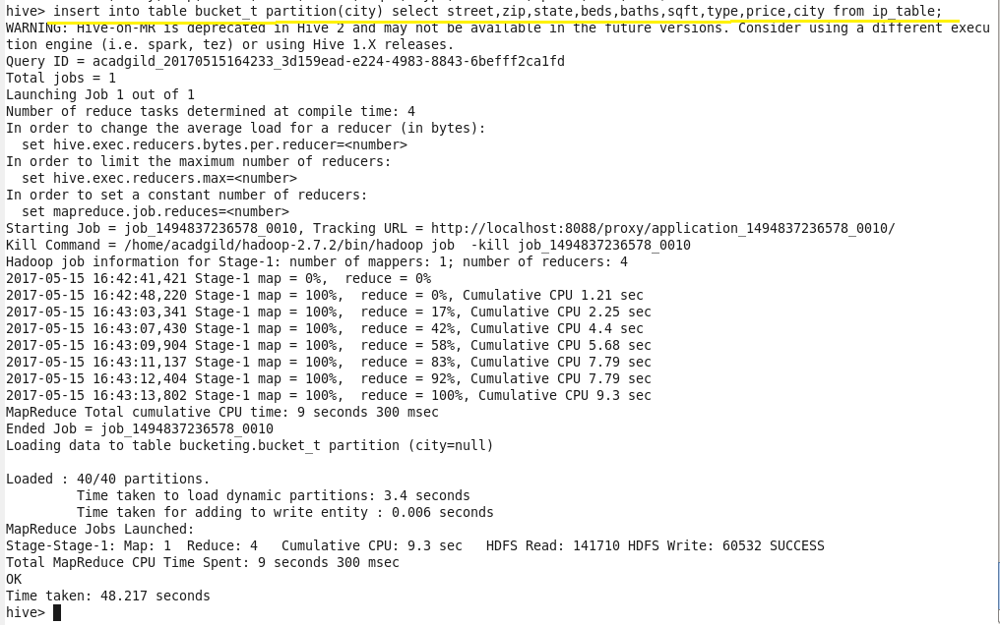 hive> insert into table bucket_t partition(city) select street,zip,state,beds,baths,sqft,type,price,city from ip_table;
WARNING: Hive-on-MR is deprecated in Hive 2 and may not be available in the future versions. Consider using a different execu
tion engine (i.e. spark, tez) or using Hive 1.X releases.
Query ID = acadgild_20170515164233_3d159ead-e224-4983-8843-6befff2ca1fd
Total jobs = 1
Launching Job 1 out of 1
Number of reduce tasks determined at compile time: 4
In order to change the average load for a reducer (in bytes):
  set hive.exec.reducers.bytes.per.reducer=<number>
In order to limit the maximum number of reducers:
  set hive.exec.reducers.max=<number>
In order to set a constant number of reducers:
  set mapreduce.job.reduces=<number>
Starting Job = job_1494837236578_0010, Tracking URL = http://localhost:8088/proxy/application_1494837236578_0010/
Kill Command = /home/acadgild/hadoop-2.7.2/bin/hadoop job  -kill job_1494837236578_0010
Hadoop job information for Stage-1: number of mappers: 1; number of reducers: 4
2017-05-15 16:42:41,421 Stage-1 map = 0%,  reduce = 0%
2017-05-15 16:42:48,220 Stage-1 map = 100%,  reduce = 0%, Cumulative CPU 1.21 sec
2017-05-15 16:43:03,341 Stage-1 map = 100%,  reduce = 17%, Cumulative CPU 2.25 sec
2017-05-15 16:43:07,430 Stage-1 map = 100%,  reduce = 42%, Cumulative CPU 4.4 sec
2017-05-15 16:43:09,904 Stage-1 map = 100%,  reduce = 58%, Cumulative CPU 5.68 sec
2017-05-15 16:43:11,137 Stage-1 map = 100%,  reduce = 83%, Cumulative CPU 7.79 sec
2017-05-15 16:43:12,404 Stage-1 map = 100%,  reduce = 92%, Cumulative CPU 7.79 sec
2017-05-15 16:43:13,802 Stage-1 map = 100%,  reduce = 100%, Cumulative CPU 9.3 sec
MapReduce Total cumulative CPU time: 9 seconds 300 msec
Ended Job = job_1494837236578_0010
Loading data to table bucketing.bucket_t partition (city=null)
Loaded : 40/40 partitions.
         Time taken to load dynamic partitions: 3.4 seconds
         Time taken for adding to write entity : 0.006 seconds
MapReduce Jobs Launched:
Stage-Stage-1: Map: 1  Reduce: 4   Cumulative CPU: 9.3 sec   HDFS Read: 141710 HDFS Write: 60532 SUCCESS
Total MapReduce CPU Time Spent: 9 seconds 300 msec
OK
Time taken: 48.217 seconds
hive>